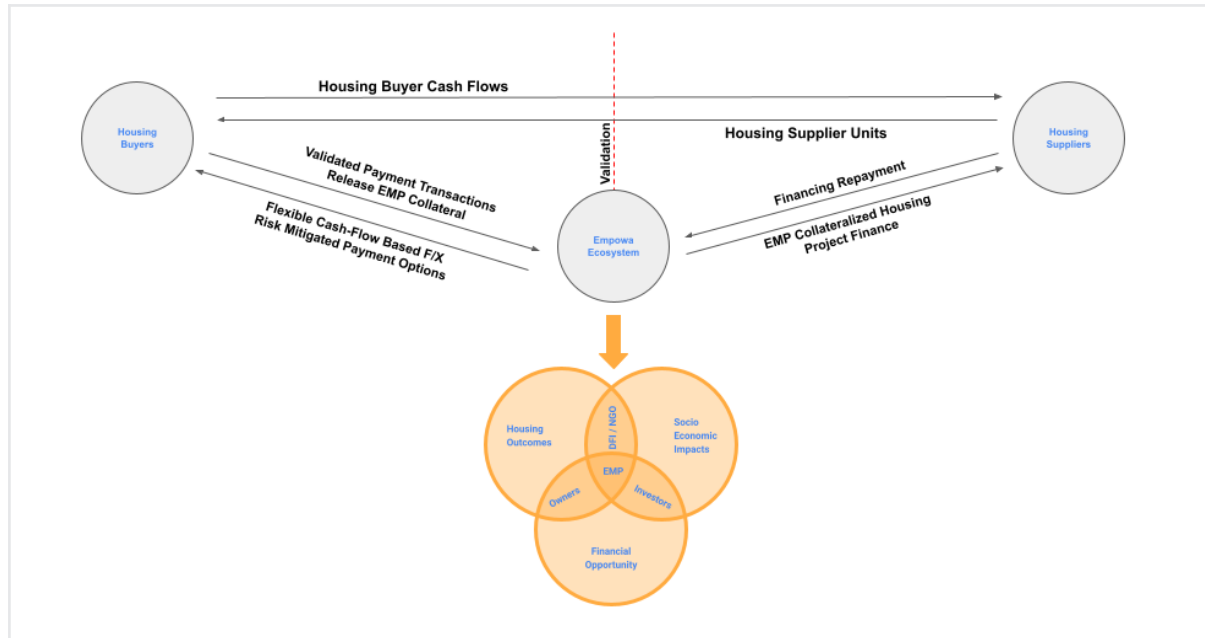 Housing Buyer Cash Flows
Housing
Buyers
Housing Supplier Units
Housing
Suppliers
Validation
Validated Payment Transactions
Release EMP Collateral
Flexible Cash-Flow Based F/X
Risk Mitigated Payment Options
Financing Repayment
EMP Collateralized Housing
Project Finance
Empowa
Ecosystem
Housing
Outcomes
DFI / NGO
Socio
Economic
Impacts
EMP
Owners
Investors
Financial
Opportunity